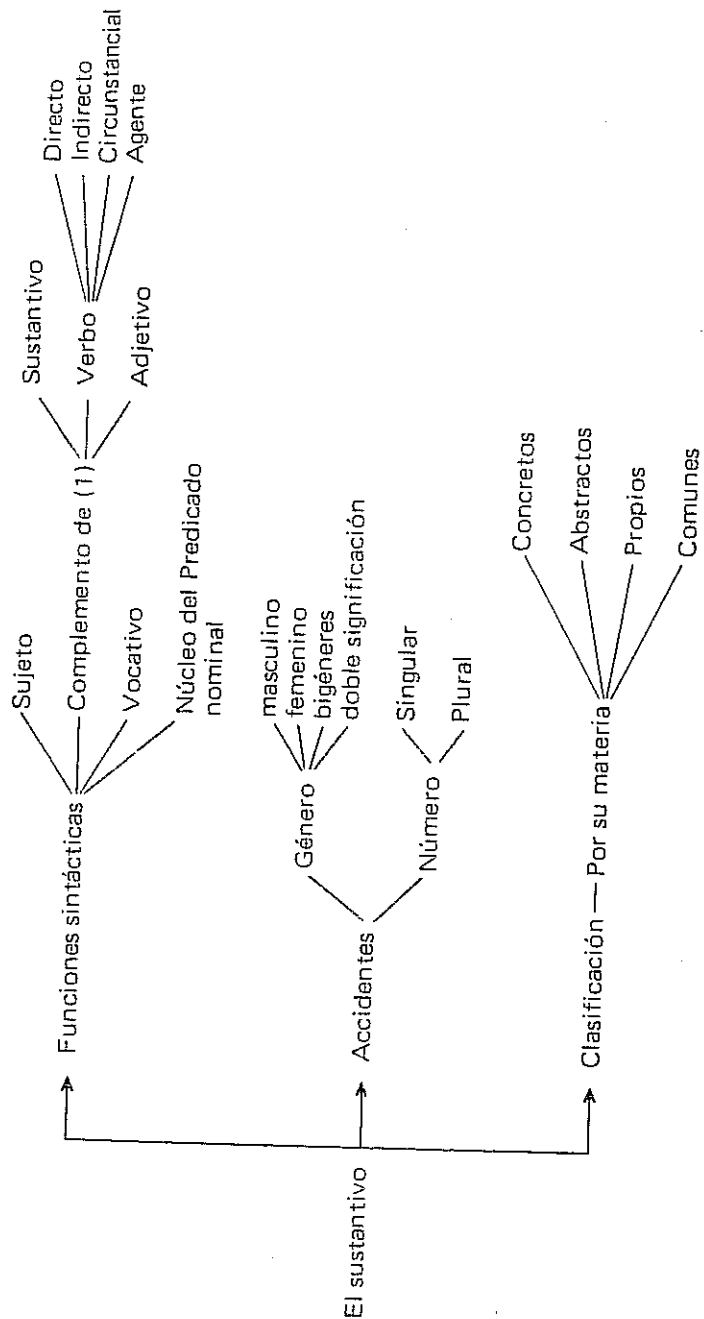 El sustantivo
Funciones sintácticas
Sujeto
Complemento de (1)
Sustantivo
Verbo
Directo
Indirecto
Circunstancial
Agente
Adjetivo
Vocativo
Núcleo del Predicado
nominal
Accidentes
Género
masculino
femenino
bigéneres
doble significación
Número
Singular
Plural
Clasificación — Por su materia
Concretos
Abstractos
Propios
Comunes